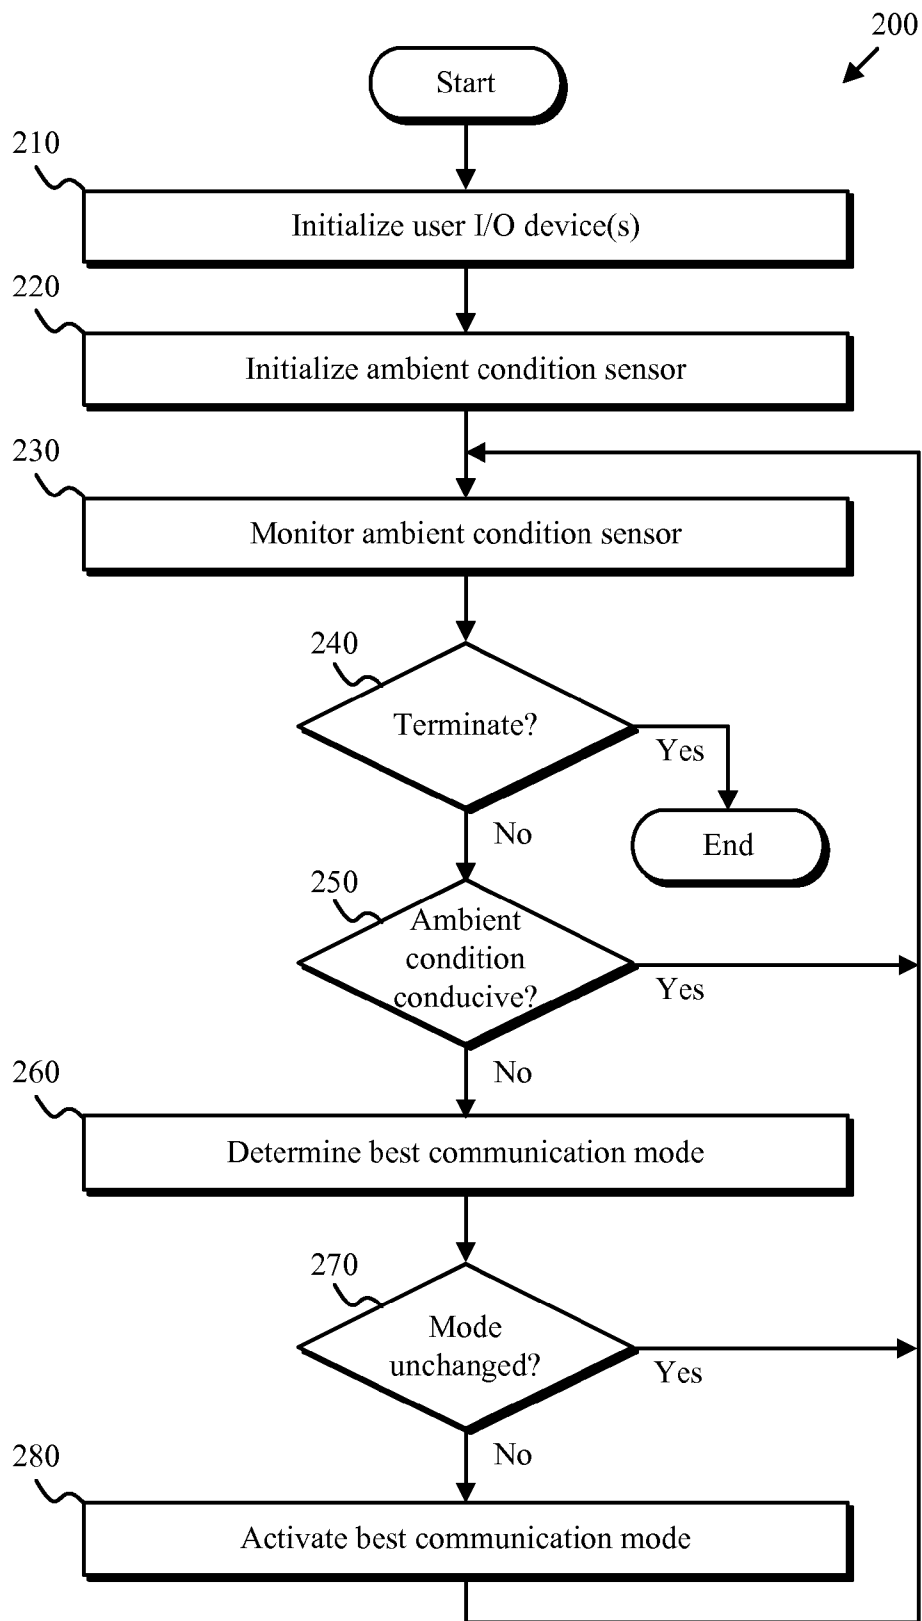 200
Start
210
Initialize user I/O device(s)
220
Initialize ambient condition sensor
230
Monitor ambient condition sensor
240
Terminate?
Yes
No
End
250
Ambient
condition
conducive?
Yes
No
260
Determine best communication mode
270
Mode
unchanged?
Yes
No
280
Activate best communication mode